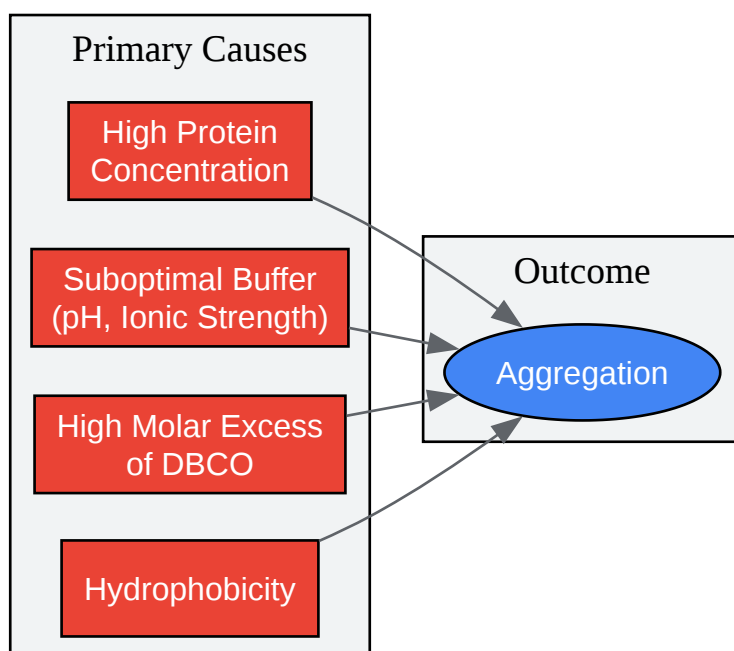 Primary Causes
High Protein
Concentration
Suboptimal Buffer
(pH, Ionic Strength)
High Molar Excess
of DBCO
Hydrophobicity
Outcome
Aggregation